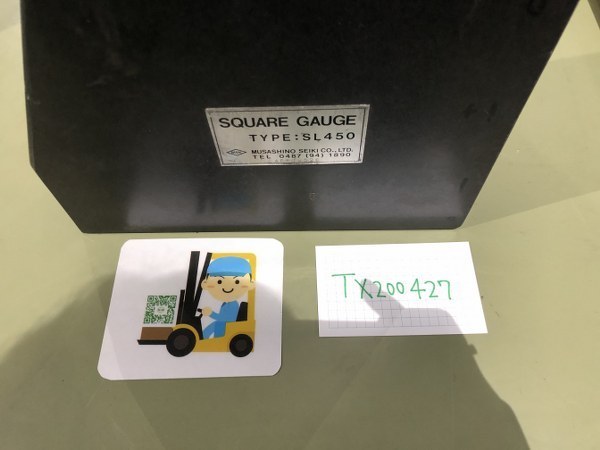 SQUARE GAUGE
TYPE:SL450
MUSASHINO SEIKI CO.,LTD.
TEL 0487 (94) 1890
TX200427